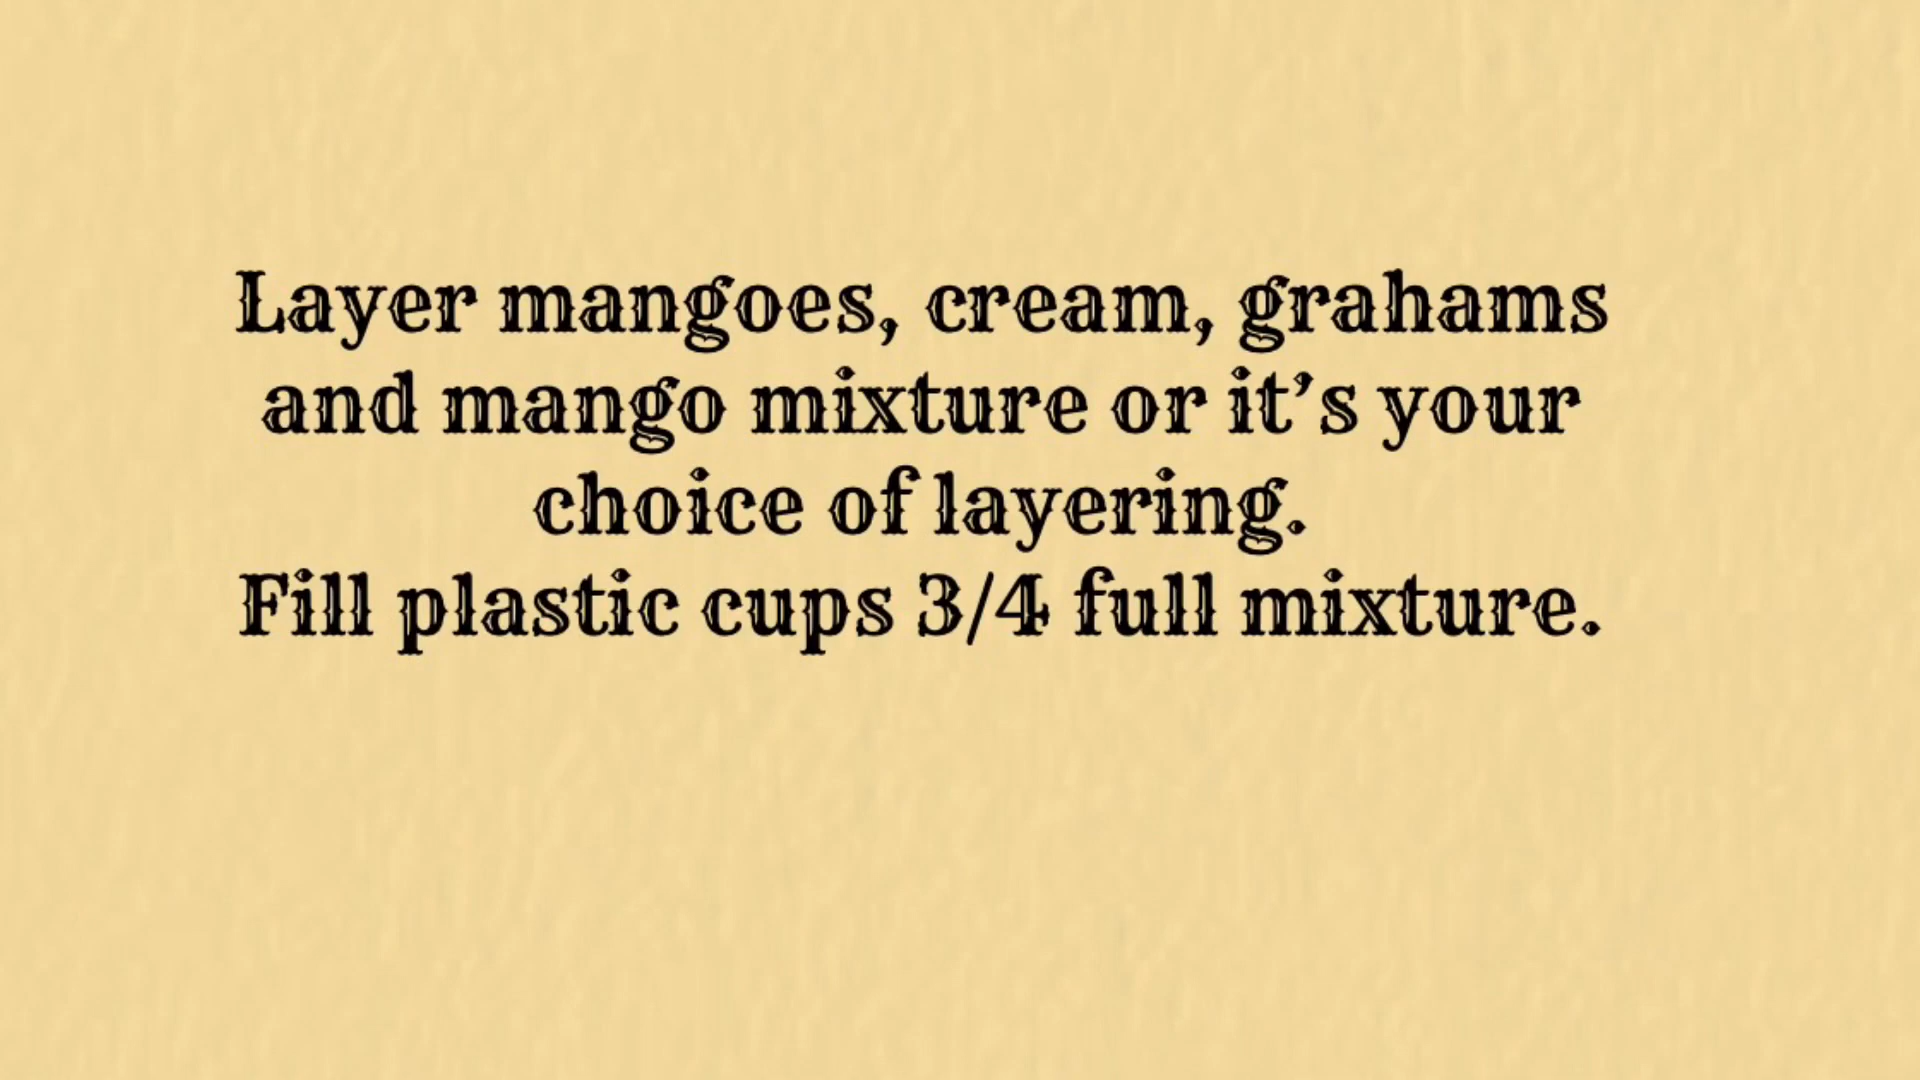 Layer mangoes, cream, grahams
and mango mixture or it’s your
choice of layering.
Fill plastic cups 3/4 full mixture.